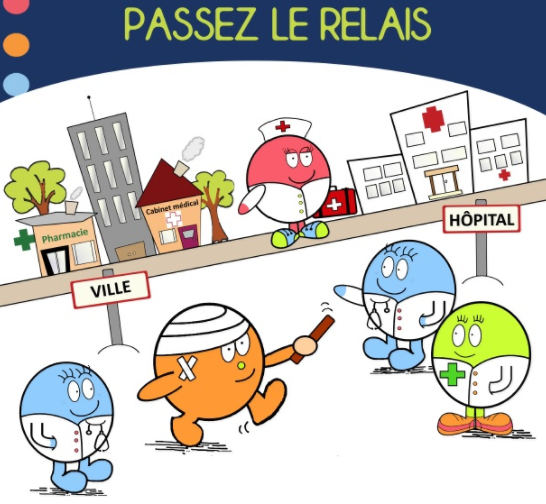 PASSEZ LE RELAIS
Cabinet médical
Pharmacie
HÔPITAL
VILLE